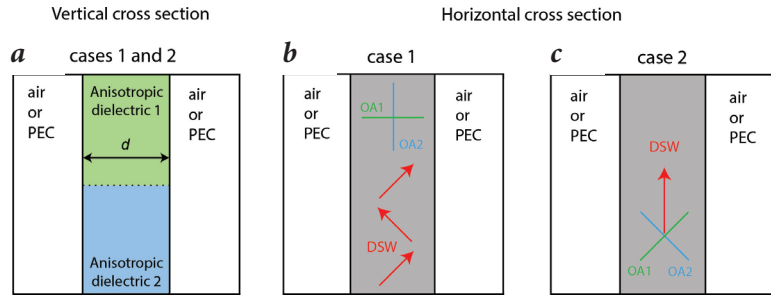 Vertical cross section
Horizontal cross section
a
cases 1 and 2
air
or
PEC
Anisotropic
dielectric 1
d
Anisotropic
dielectric 2
air
or
PEC
b
case 1
air
or
PEC
OA1
OA2
DSW
air
or
PEC
c
case 2
air
or
PEC
DSW
OA1
OA2
air
or
PEC